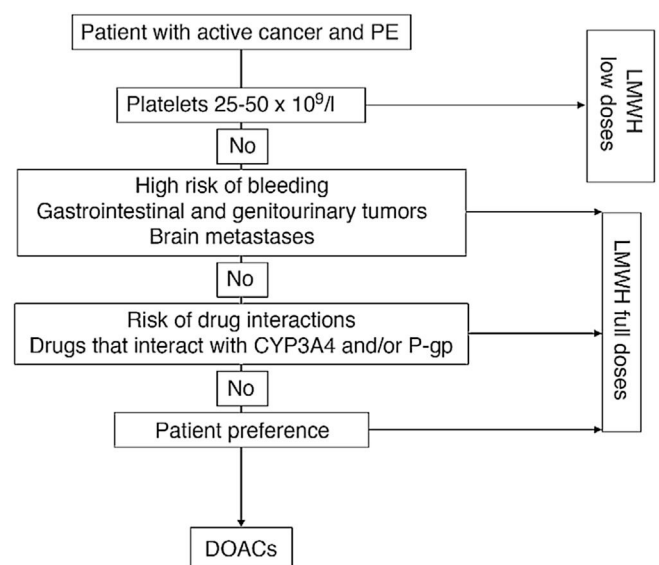 Patient with active cancer and PE
Platelets 25-50 x 10⁹/l
LMWH
low doses
No
High risk of bleeding
Gastrointestinal and genitourinary tumors
Brain metastases
No
LMWH full doses
Risk of drug interactions
Drugs that interact with CYP3A4 and/or P-gp
No
Patient preference
DOACs